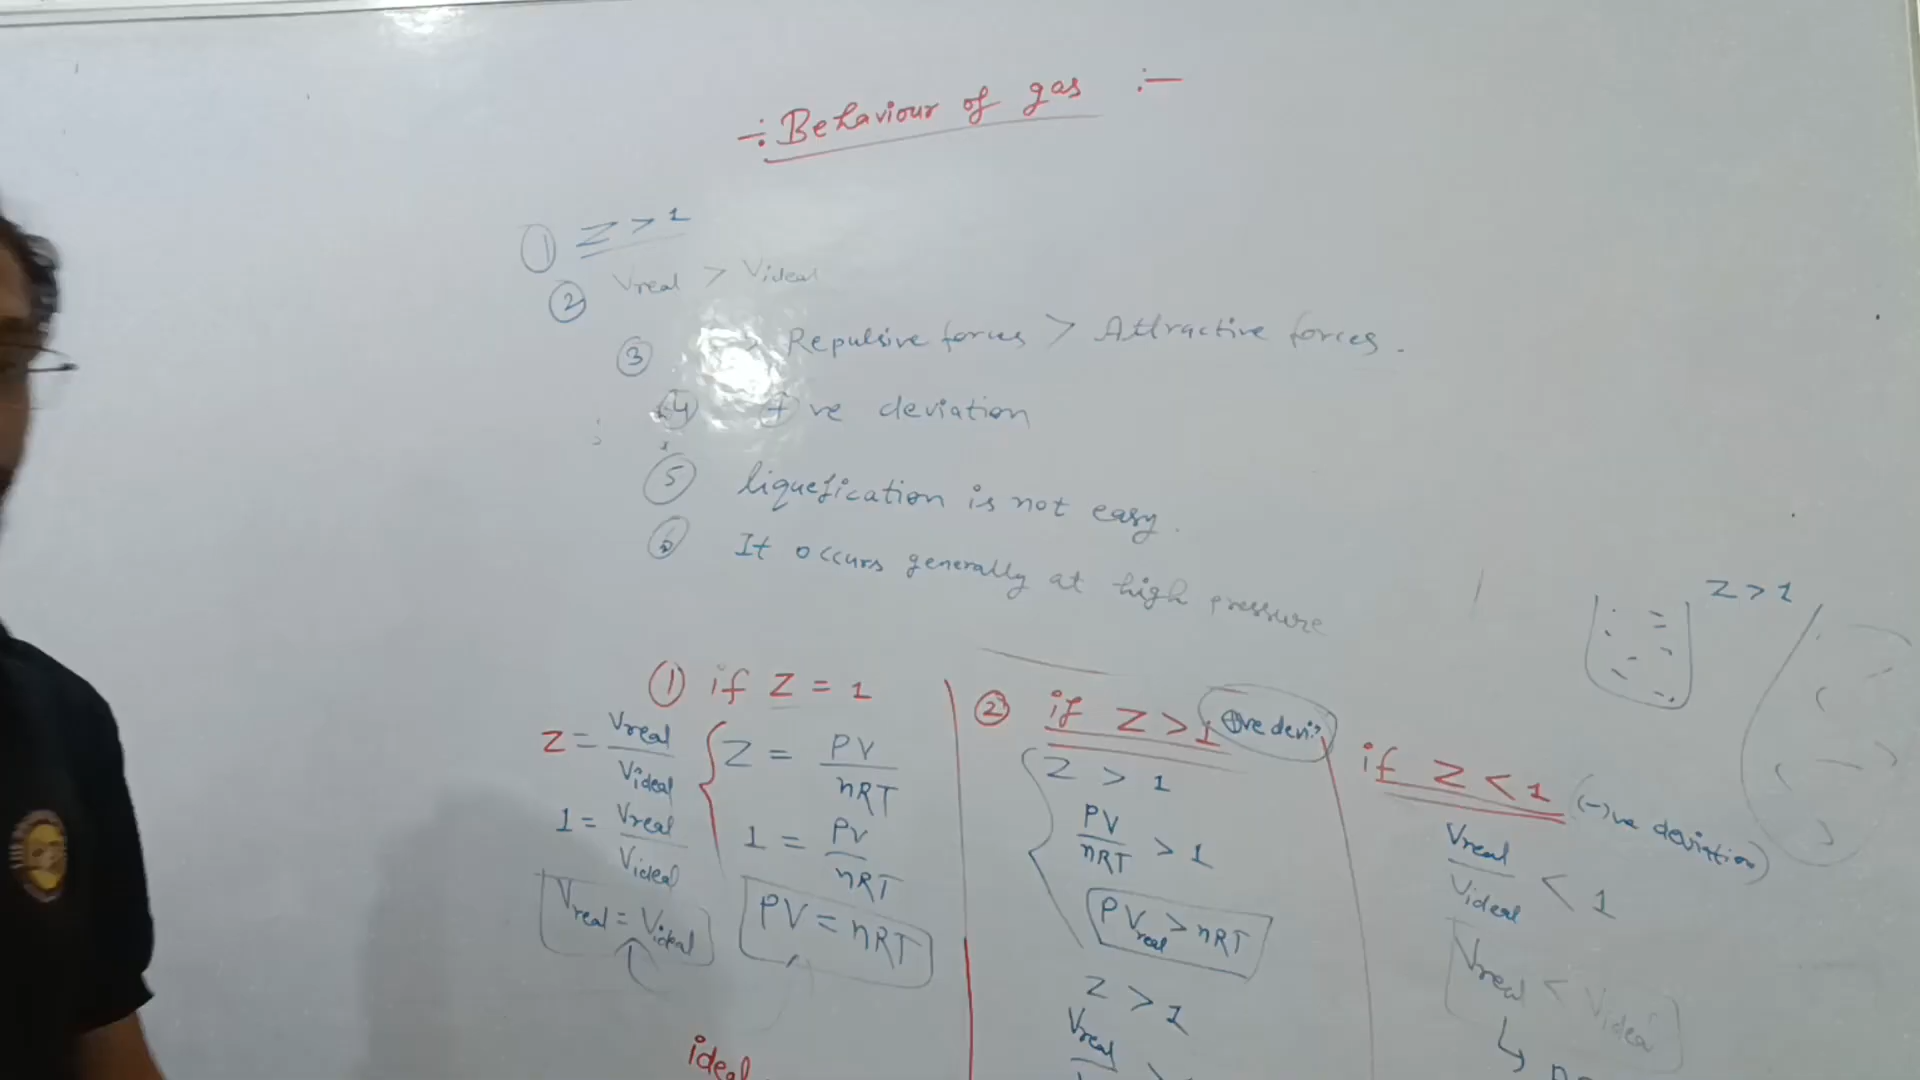 ÷ Behaviour of gas :-
① Z > 1
② Vreal > Videal
③ Repulsive forces > Attractive forces.
④ ⊕ve deviation
⑤ liquefication is not easy.
⑥ It occurs generally at high pressure
Z > 1
① if Z = 1
Z = Vreal / Videal
1 = Vreal / Videal
Vreal = Videal
Z = PV / nRT
1 = PV / nRT
PV = nRT
ideal
② if Z > 1
⊕ve devi:
Z > 1
PV / nRT > 1
PVreal > nRT
Z > 1
Vreal
if Z < 1 (-)ve deviation)
Vreal / Videal < 1
Vreal < Videa